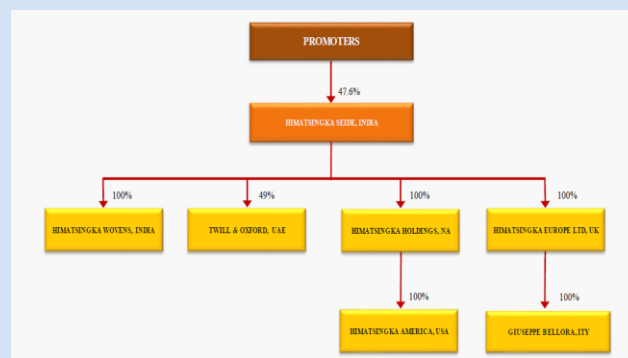 PROMOTERS
47.6%
HIMATSINGKA SEIDE, INDIA
100% 49% 100% 100%
HIMATSINGKA WOVENS, INDIA TWILL & OXFORD, UAE HIMATSINGKA HOLDINGS, NA HIMATSINGKA EUROPE LTD, UK
100% 100%
HIMATSINGKA AMERICA, USA GIUSEPPE BELLORA, ITY